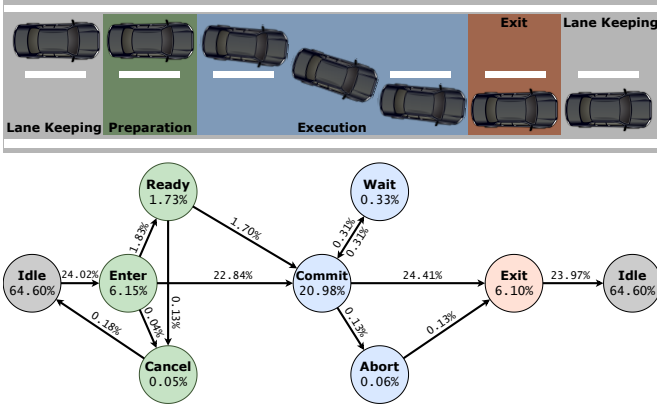 Exit
Lane Keeping
Lane Keeping
Preparation
Execution
Ready
1.73%
Wait
0.33%
1.83%
1.70%
0.31%
0.31%
Idle
64.60%
24.02%
Enter
6.15%
22.84%
Commit
20.98%
24.41%
Exit
6.10%
23.97%
Idle
64.60%
0.18%
0.04%
0.13%
0.13%
0.13%
Cancel
0.05%
Abort
0.06%